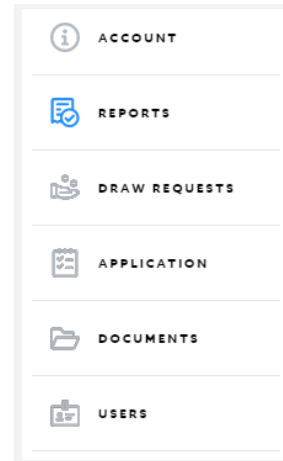 ACCOUNT
REPORTS
DRAW REQUESTS
APPLICATION
DOCUMENTS
USERS